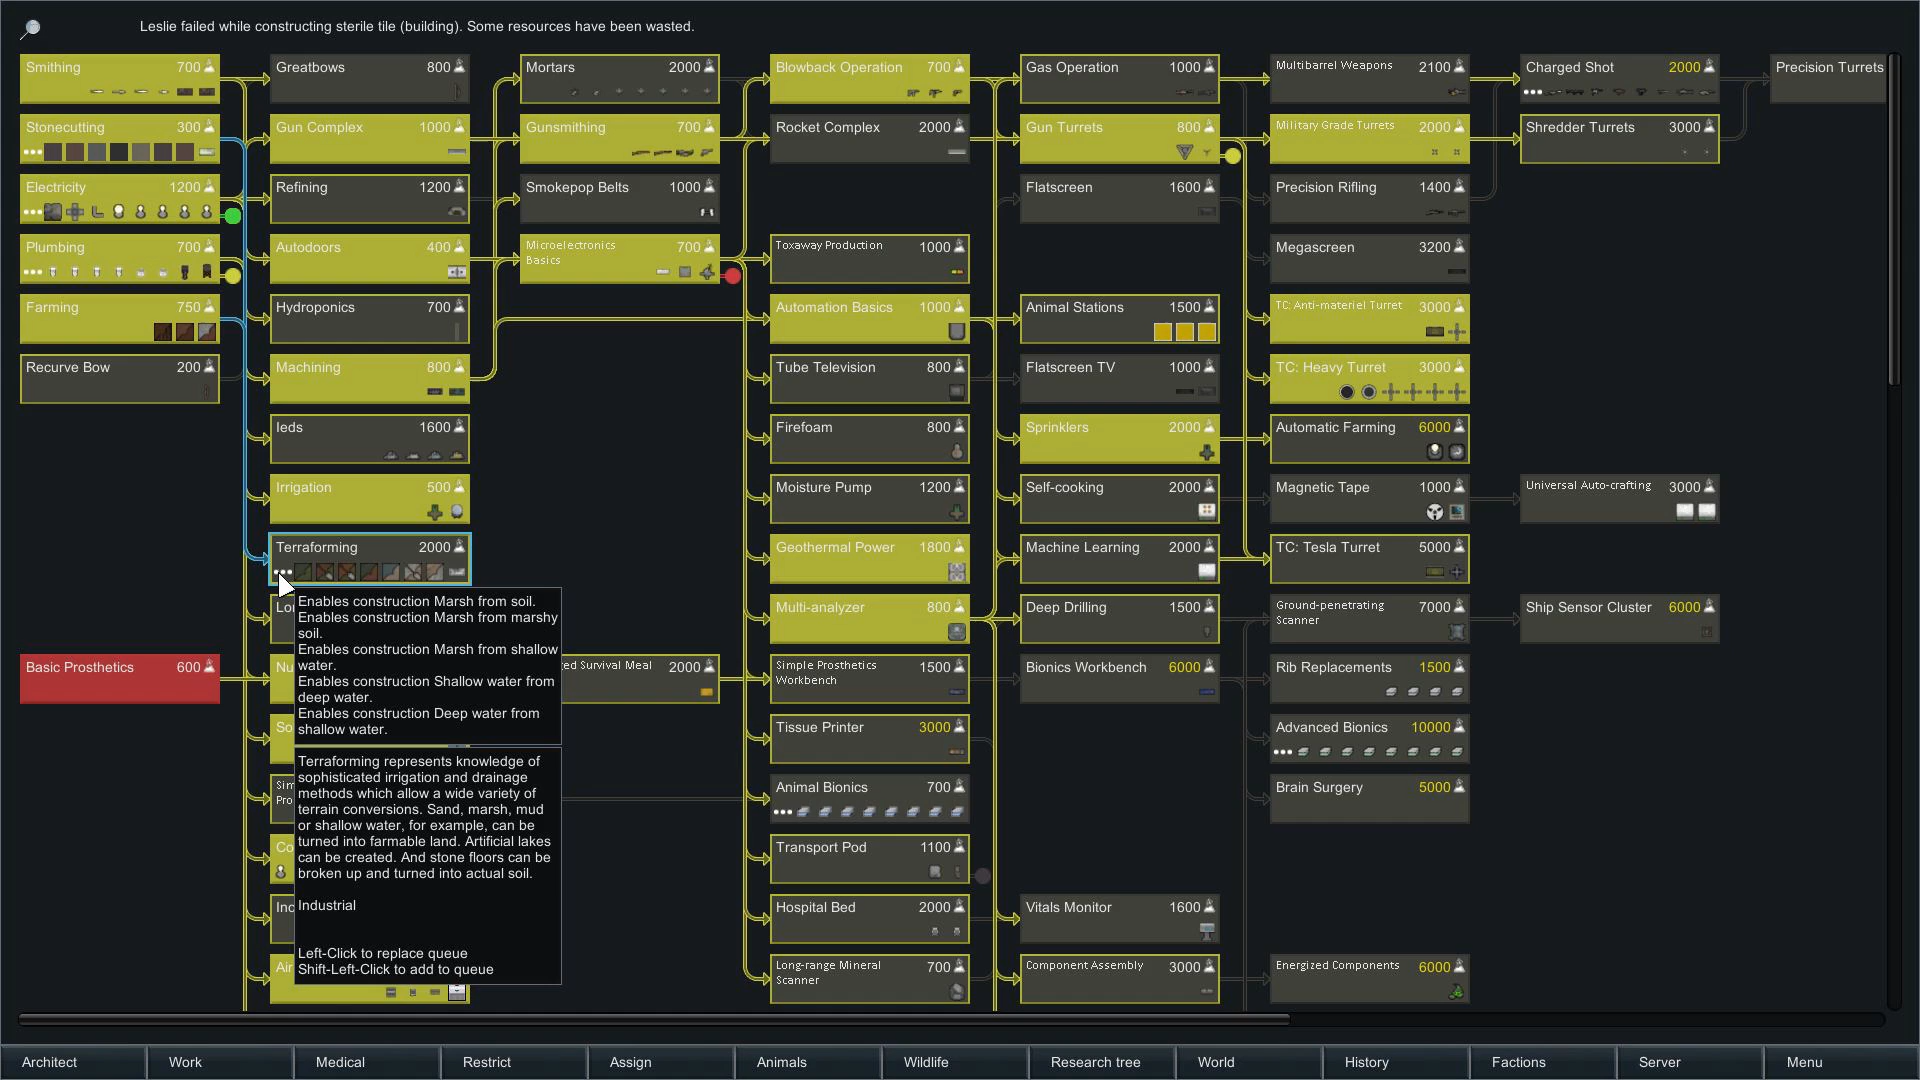 Leslie failed while constructing sterile tile (building). Some resources have been wasted.
Smithing 700
Greatbows 800
Mortars 2000
Blowback Operation 700
Gas Operation 1000
Multibarrel Weapons 2100
Charged Shot 2000
Precision Turrets
Stonecutting 300
Gun Complex 1000
Gunsmithing 700
Rocket Complex 2000
Gun Turrets 800
Military Grade Turrets 2000
Shredder Turrets 3000
Electricity 1200
Refining 1200
Smokepop Belts 1000
Flatscreen 1600
Precision Rifling 1400
Plumbing 700
Autodoors 400
Microelectronics Basics 700
Toxaway Production 1000
Megascreen 3200
Farming 750
Hydroponics 700
Automation Basics 1000
Animal Stations 1500
TC: Anti-materiel Turret 3000
Recurve Bow 200
Machining 800
Tube Television 800
Flatscreen TV 1000
TC: Heavy Turret 3000
Ieds 1600
Firefoam 800
Sprinklers 2000
Automatic Farming 6000
Irrigation 500
Moisture Pump 1200
Self-cooking 2000
Magnetic Tape 1000
Universal Auto-crafting 3000
Terraforming 2000
Geothermal Power 1800
Machine Learning 2000
TC: Tesla Turret 5000
Lo
Multi-analyzer 800
Deep Drilling 1500
Ground-penetrating Scanner 7000
Ship Sensor Cluster 6000
Basic Prosthetics 600
Nu
ed Survival Meal 2000
Simple Prosthetics Workbench 1500
Bionics Workbench 6000
Rib Replacements 1500
So
Tissue Printer 3000
Advanced Bionics 10000
Sim
Pro
Animal Bionics 700
Brain Surgery 5000
Co
Transport Pod 1100
Inc
Hospital Bed 2000
Vitals Monitor 1600
Air
Long-range Mineral Scanner 700
Component Assembly 3000
Energized Components 6000
Enables construction Marsh from soil.
Enables construction Marsh from marshy
soil.
Enables construction Marsh from shallow
water.
Enables construction Shallow water from
deep water.
Enables construction Deep water from
shallow water.
Terraforming represents knowledge of
sophisticated irrigation and drainage
methods which allow a wide variety of
terrain conversions. Sand, marsh, mud
or shallow water, for example, can be
turned into farmable land. Artificial lakes
can be created. And stone floors can be
broken up and turned into actual soil.
Industrial
Left-Click to replace queue
Shift-Left-Click to add to queue
Architect
Work
Medical
Restrict
Assign
Animals
Wildlife
Research tree
World
History
Factions
Server
Menu